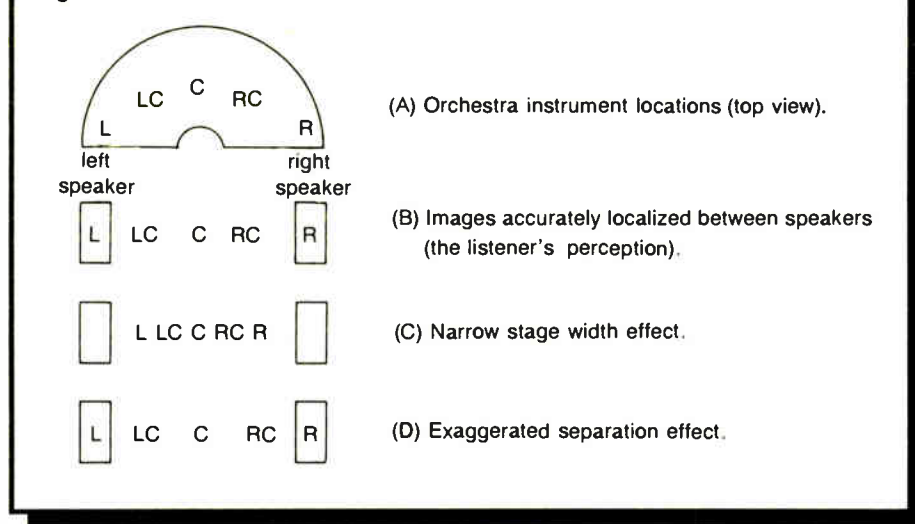 C
LC RC
L R
(A) Orchestra instrument locations (top view).
left right
speaker speaker
L LC C RC R
(B) Images accurately localized between speakers
(the listener's perception).
L LC C RC R
(C) Narrow stage width effect.
L LC C RC R
(D) Exaggerated separation effect.